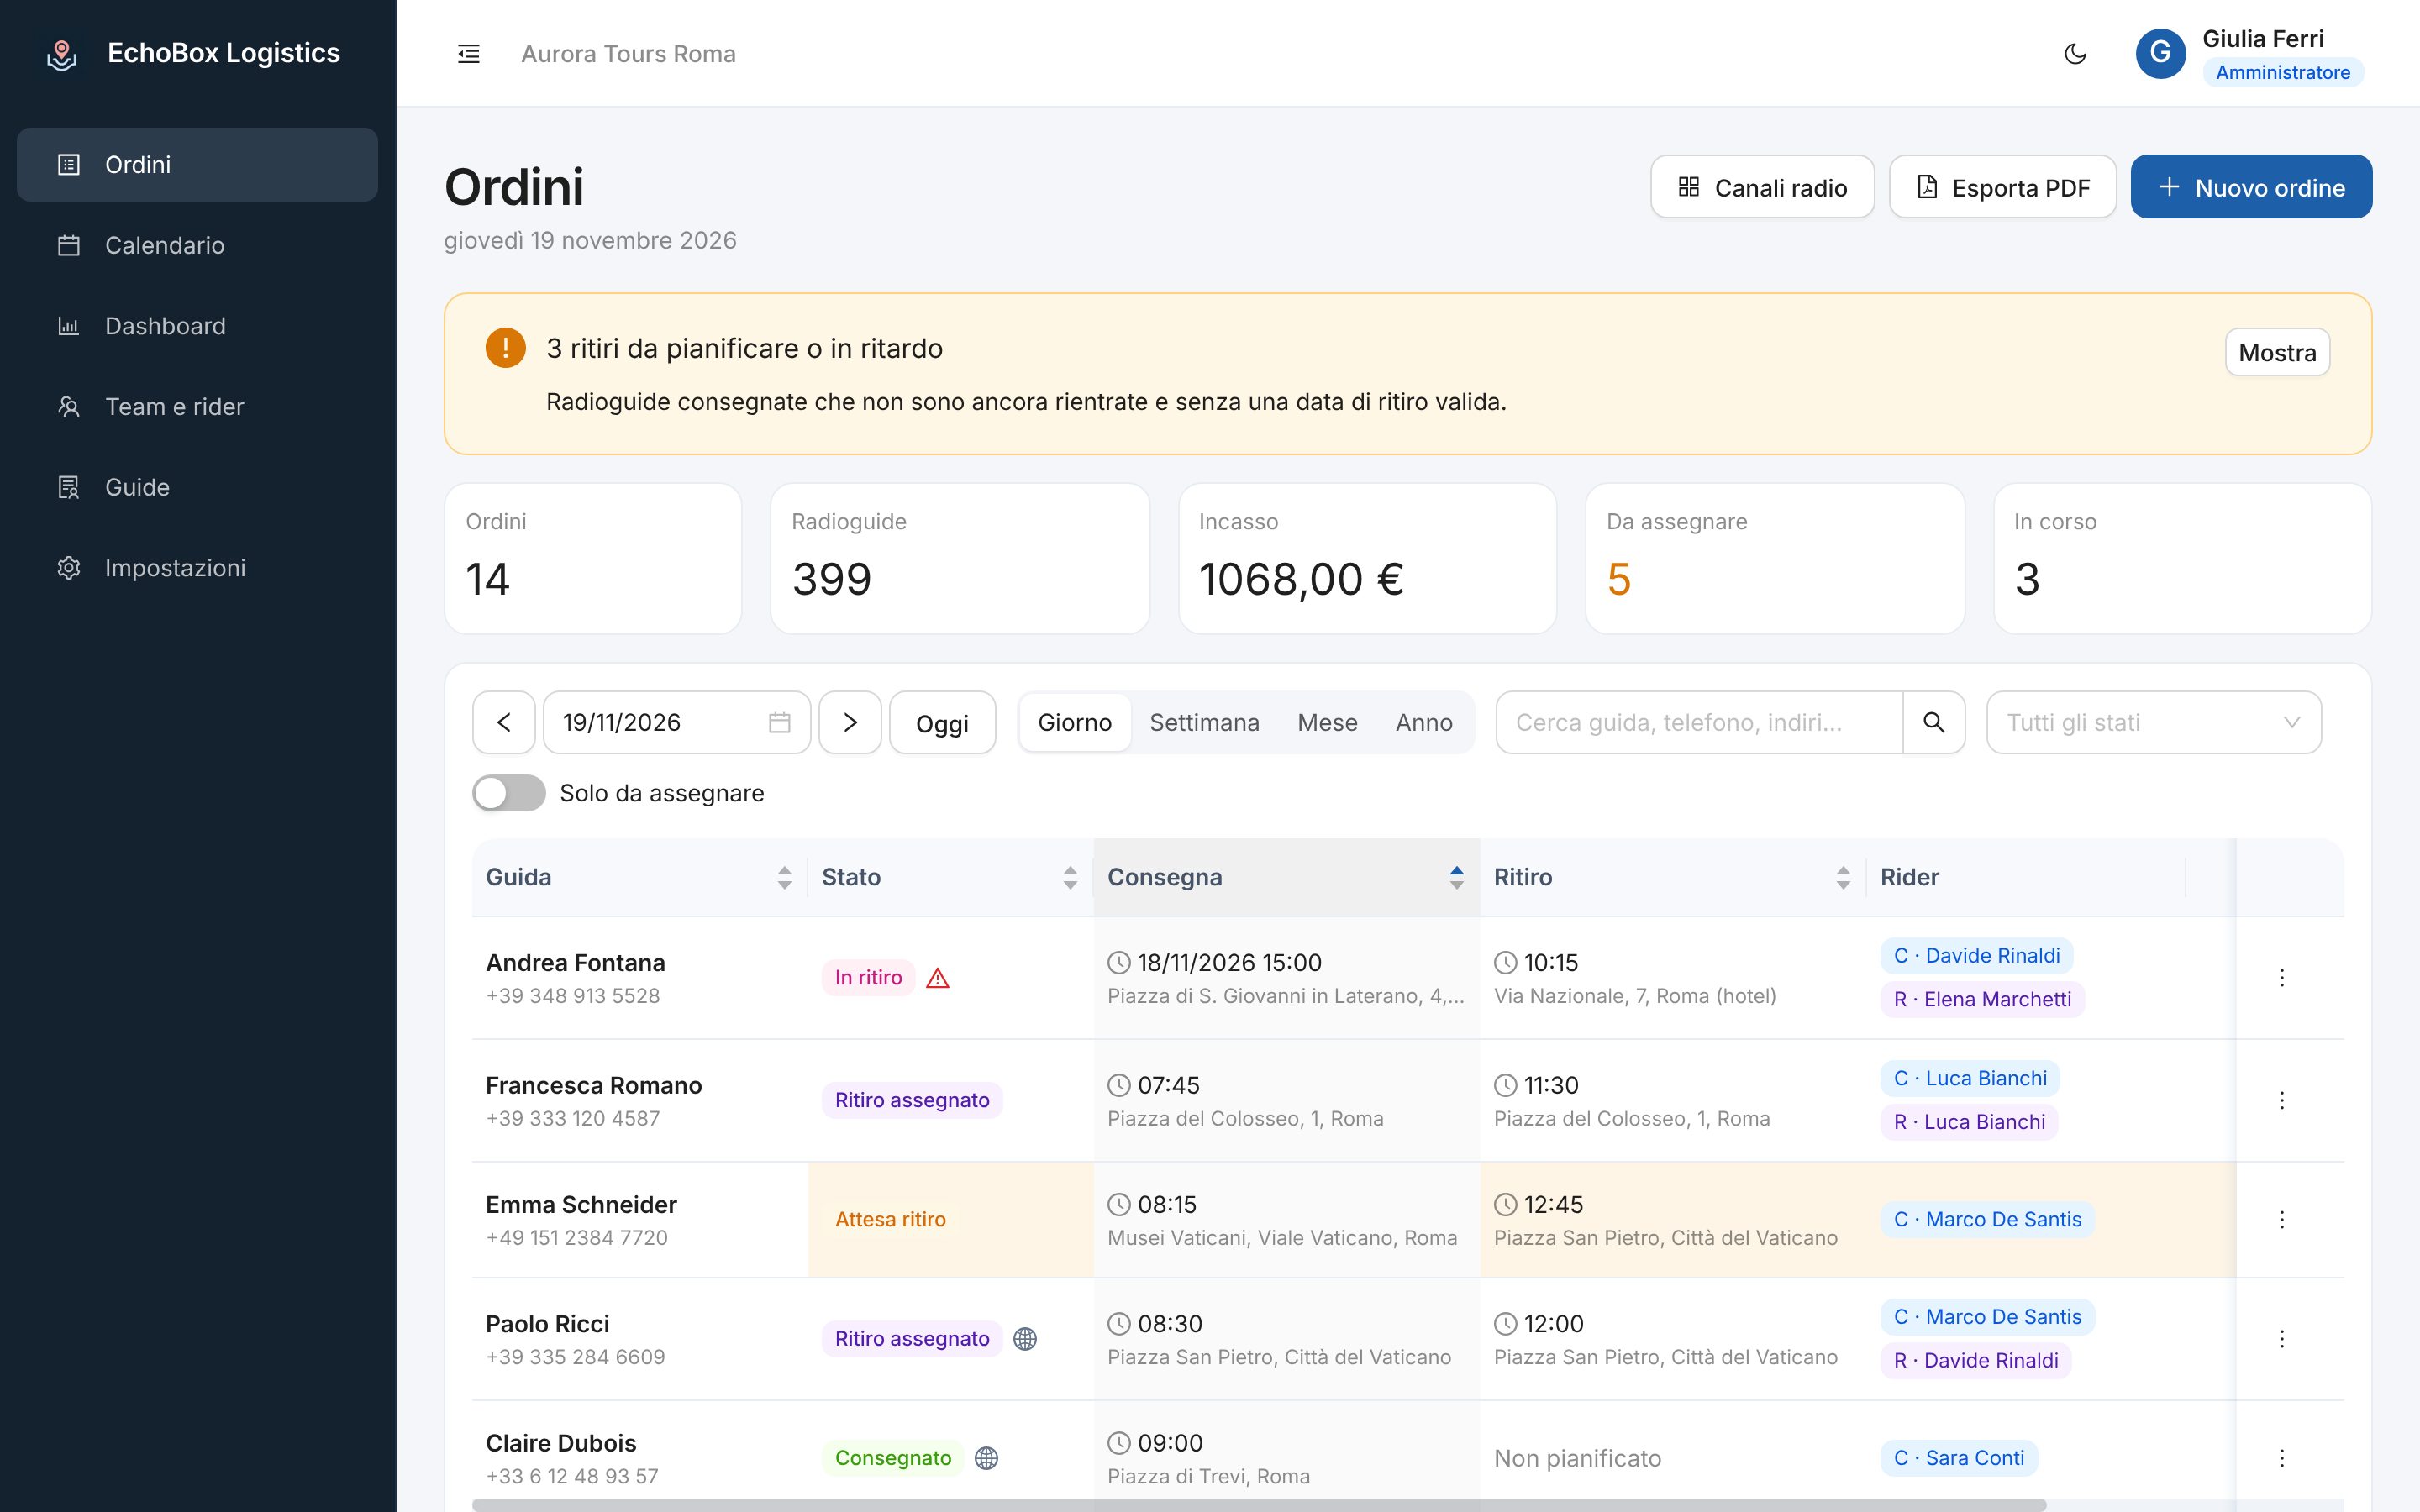 EchoBox Logistics
Ordini
Calendario
Dashboard
Team e rider
Guide
Impostazioni
Aurora Tours Roma
G
Giulia Ferri
Amministratore
Ordini
giovedì 19 novembre 2026
Canali radio
Esporta PDF
Nuovo ordine
3 ritiri da pianificare o in ritardo
Radioguide consegnate che non sono ancora rientrate e senza una data di ritiro valida.
Mostra
Ordini
14
Radioguide
399
Incasso
1068,00 €
Da assegnare
5
In corso
3
19/11/2026
Oggi
Giorno Settimana Mese Anno
Cerca guida, telefono, indiri...
Tutti gli stati
Solo da assegnare
Guida Stato Consegna Ritiro Rider
Andrea Fontana
+39 348 913 5528
In ritiro
18/11/2026 15:00
Piazza di S. Giovanni in Laterano, 4,...
10:15
Via Nazionale, 7, Roma (hotel)
C · Davide Rinaldi
R · Elena Marchetti
Francesca Romano
+39 333 120 4587
Ritiro assegnato
07:45
Piazza del Colosseo, 1, Roma
11:30
Piazza del Colosseo, 1, Roma
C · Luca Bianchi
R · Luca Bianchi
Emma Schneider
+49 151 2384 7720
Attesa ritiro
08:15
Musei Vaticani, Viale Vaticano, Roma
12:45
Piazza San Pietro, Città del Vaticano
C · Marco De Santis
Paolo Ricci
+39 335 284 6609
Ritiro assegnato
08:30
Piazza San Pietro, Città del Vaticano
12:00
Piazza San Pietro, Città del Vaticano
C · Marco De Santis
R · Davide Rinaldi
Claire Dubois
+33 6 12 48 93 57
Consegnato
09:00
Piazza di Trevi, Roma
Non pianificato
C · Sara Conti